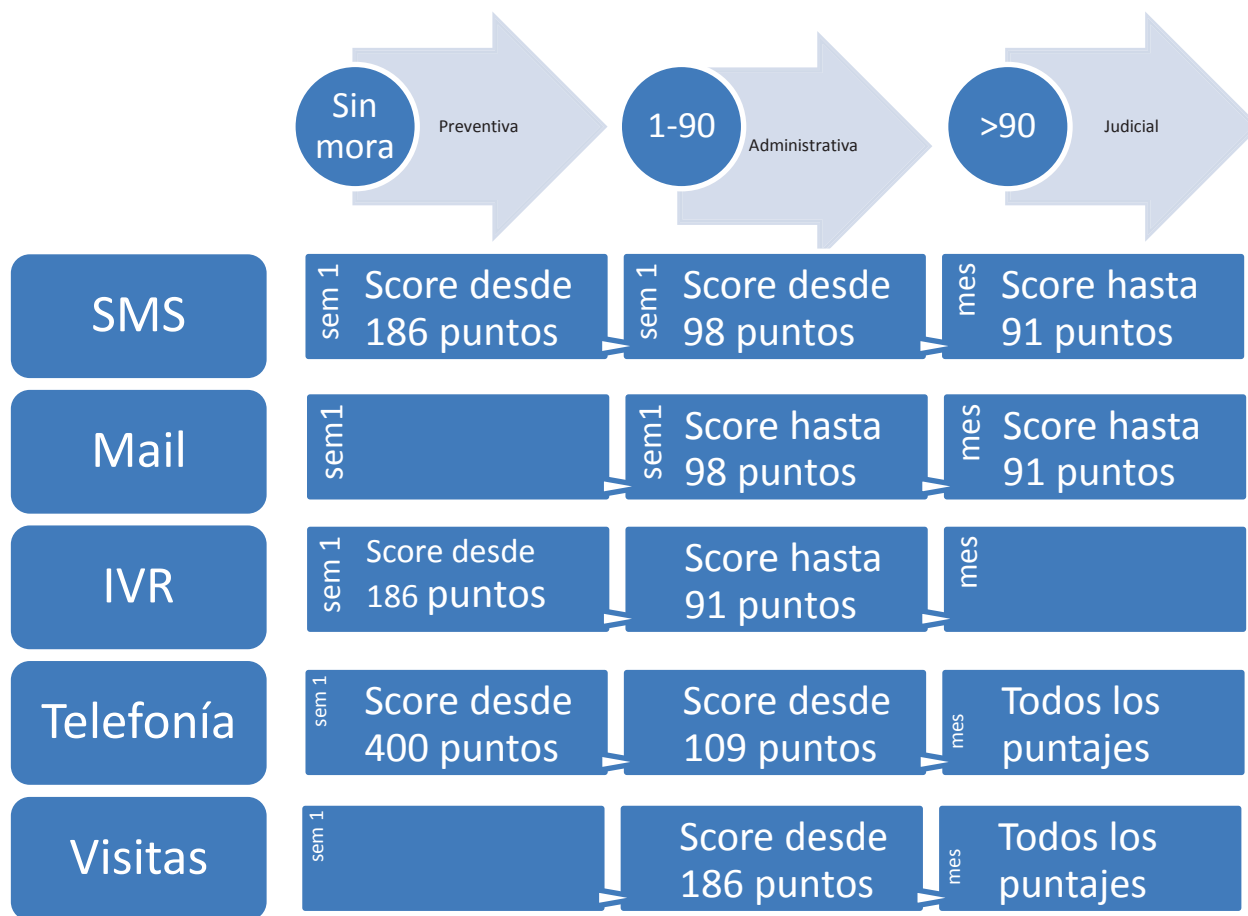 Sin
mora
Preventiva
1-90
Administrativa
>90
Judicial
SMS
sem 1
Score desde
186 puntos
sem 1
Score desde
98 puntos
mes
Score hasta
91 puntos
Mail
sem1
sem1
Score hasta
98 puntos
mes
Score hasta
91 puntos
IVR
sem 1
Score desde
186 puntos
Score hasta
91 puntos
mes
Telefonía
sem 1
Score desde
400 puntos
Score desde
109 puntos
mes
Todos los
puntajes
Visitas
sem 1
Score desde
186 puntos
mes
Todos los
puntajes